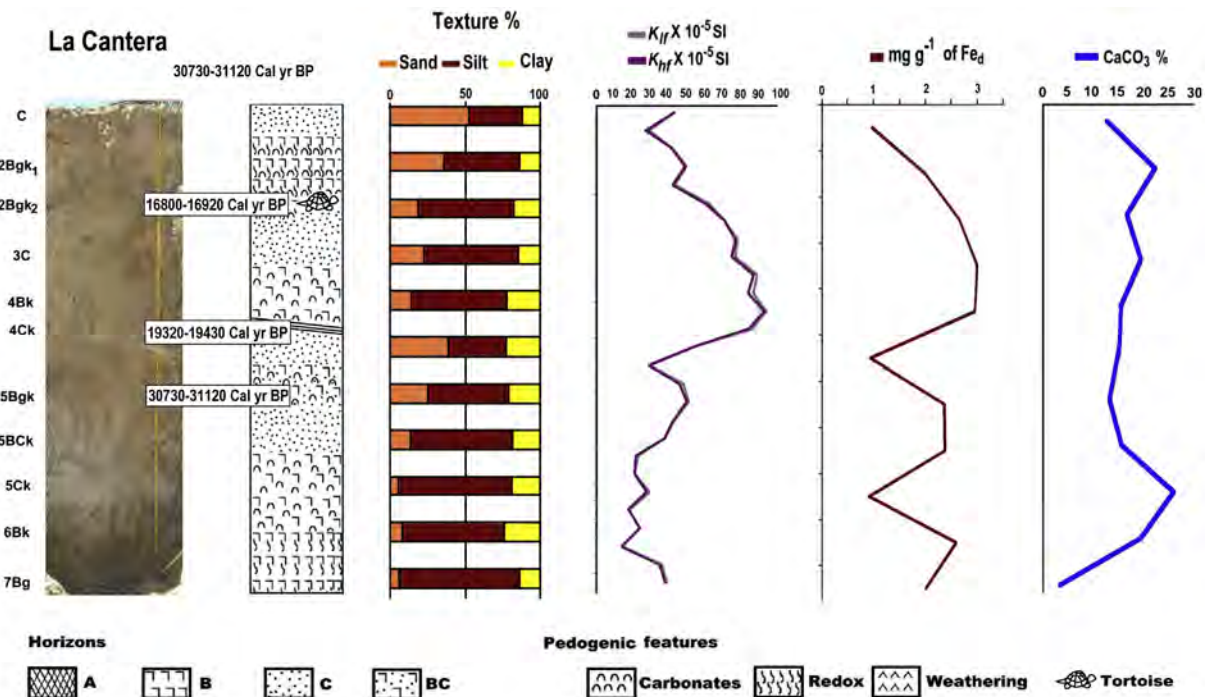 La Cantera
30730-31120 Cal yr BP
Texture %
Sand Silt Clay
0 50 100
K_lf X 10^-5 SI
K_hf X 10^-5 SI
0 10 20 30 40 50 60 70 80 90 100
mg g^-1 of Fe_d
0 1 2 3
CaCO₃ %
0 5 10 15 20 25 30
C
2Bgk₁
2Bgk₂
16800-16920 Cal yr BP
3C
4Bk
4Ck
19320-19430 Cal yr BP
5Bgk
30730-31120 Cal yr BP
5BCk
5Ck
6Bk
7Bg
Horizons
A B C BC
Pedogenic features
Carbonates Redox Weathering Tortoise